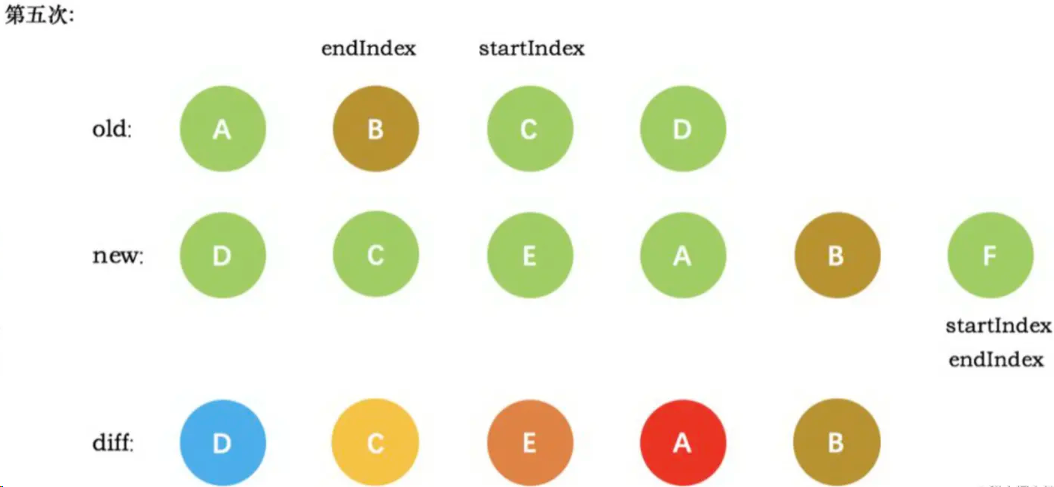 第五次:
endIndex startIndex
old: A B C D
new: D C E A B F
startIndex
endIndex
diff: D C E A B